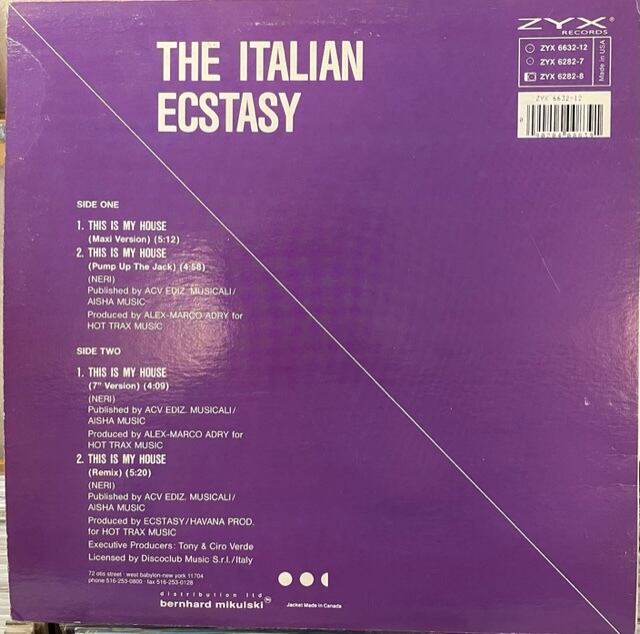 THE ITALIAN
ECSTASY
ZYX®
RECORDS
ZYX 6632-12
ZYX 6282-7
ZYX 6282-8
Made in USA
ZYX 6632-12
SIDE ONE
1. THIS IS MY HOUSE
(Maxi Version) (5:12)
2. THIS IS MY HOUSE
(Pump Up The Jack) (4:58)
(NERI)
Published by ACV EDIZ. MUSICALI/
AISHA MUSIC
Produced by ALEX-MARCO ADRY for
HOT TRAX MUSIC
SIDE TWO
1. THIS IS MY HOUSE
(7" Version) (4:09)
(NERI)
Published by ACV EDIZ. MUSICALI/
AISHA MUSIC
Produced by ALEX-MARCO ADRY for
HOT TRAX MUSIC
2. THIS IS MY HOUSE
(Remix) (5:20)
(NERI)
Published by ACV EDIZ. MUSICALI/
AISHA MUSIC
Produced by ECSTASY/HAVANA PROD.
for HOT TRAX MUSIC
Executive Producers: Tony & Ciro Verde
Licensed by Discoclub Music S.r.l./Italy
72 otis street · west babylon-new york 11704
phone 516-253-0800 · fax 516-253-0128
distribution ltd
bernhard mikulski
Jacket Made in Canada